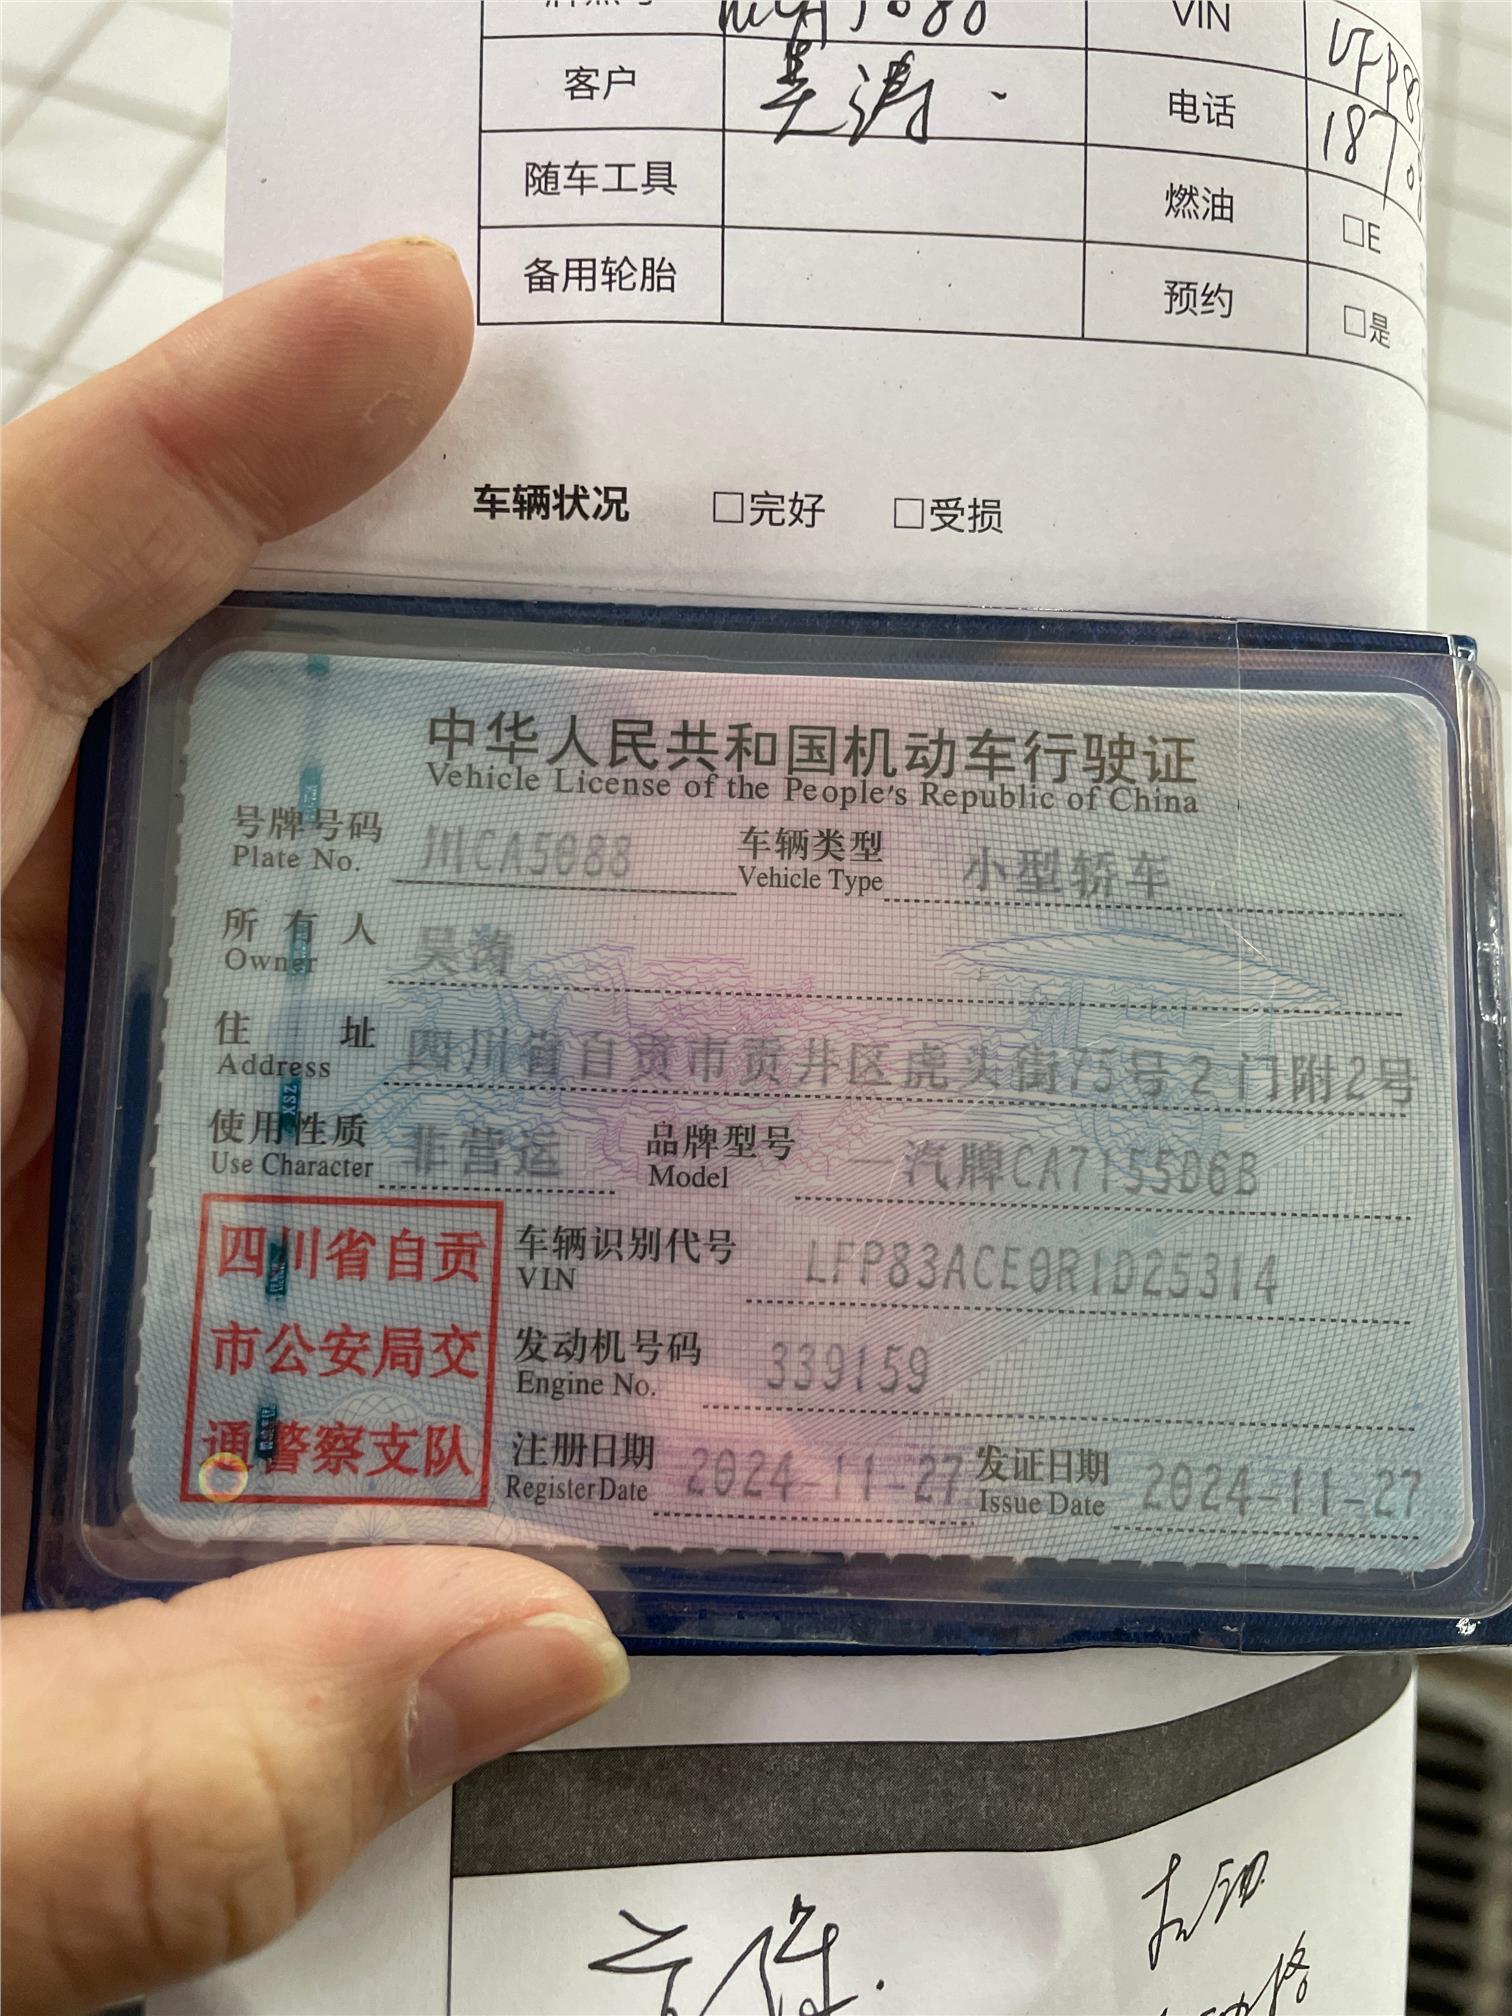 VIN
客户 吴涛
电话 187
随车工具
燃油 □E
备用轮胎
预约 □是
车辆状况 □完好 □受损
中华人民共和国机动车行驶证
Vehicle License of the People's Republic of China
号牌号码 川CA5088 车辆类型 小型轿车
Plate No. Vehicle Type
所有人 吴涛
Owner
住址 四川省自贡市贡井区虎头街75号2门附2号
Address
使用性质 非营运 品牌型号 一汽牌CA7155D6B
Use Character Model
四川省自贡
市公安局交
通警察支队
车辆识别代号 LFP83ACE0R1D25314
VIN
发动机号码 339159
Engine No.
注册日期 2024-11-27 发证日期 2024-11-27
Register Date Issue Date